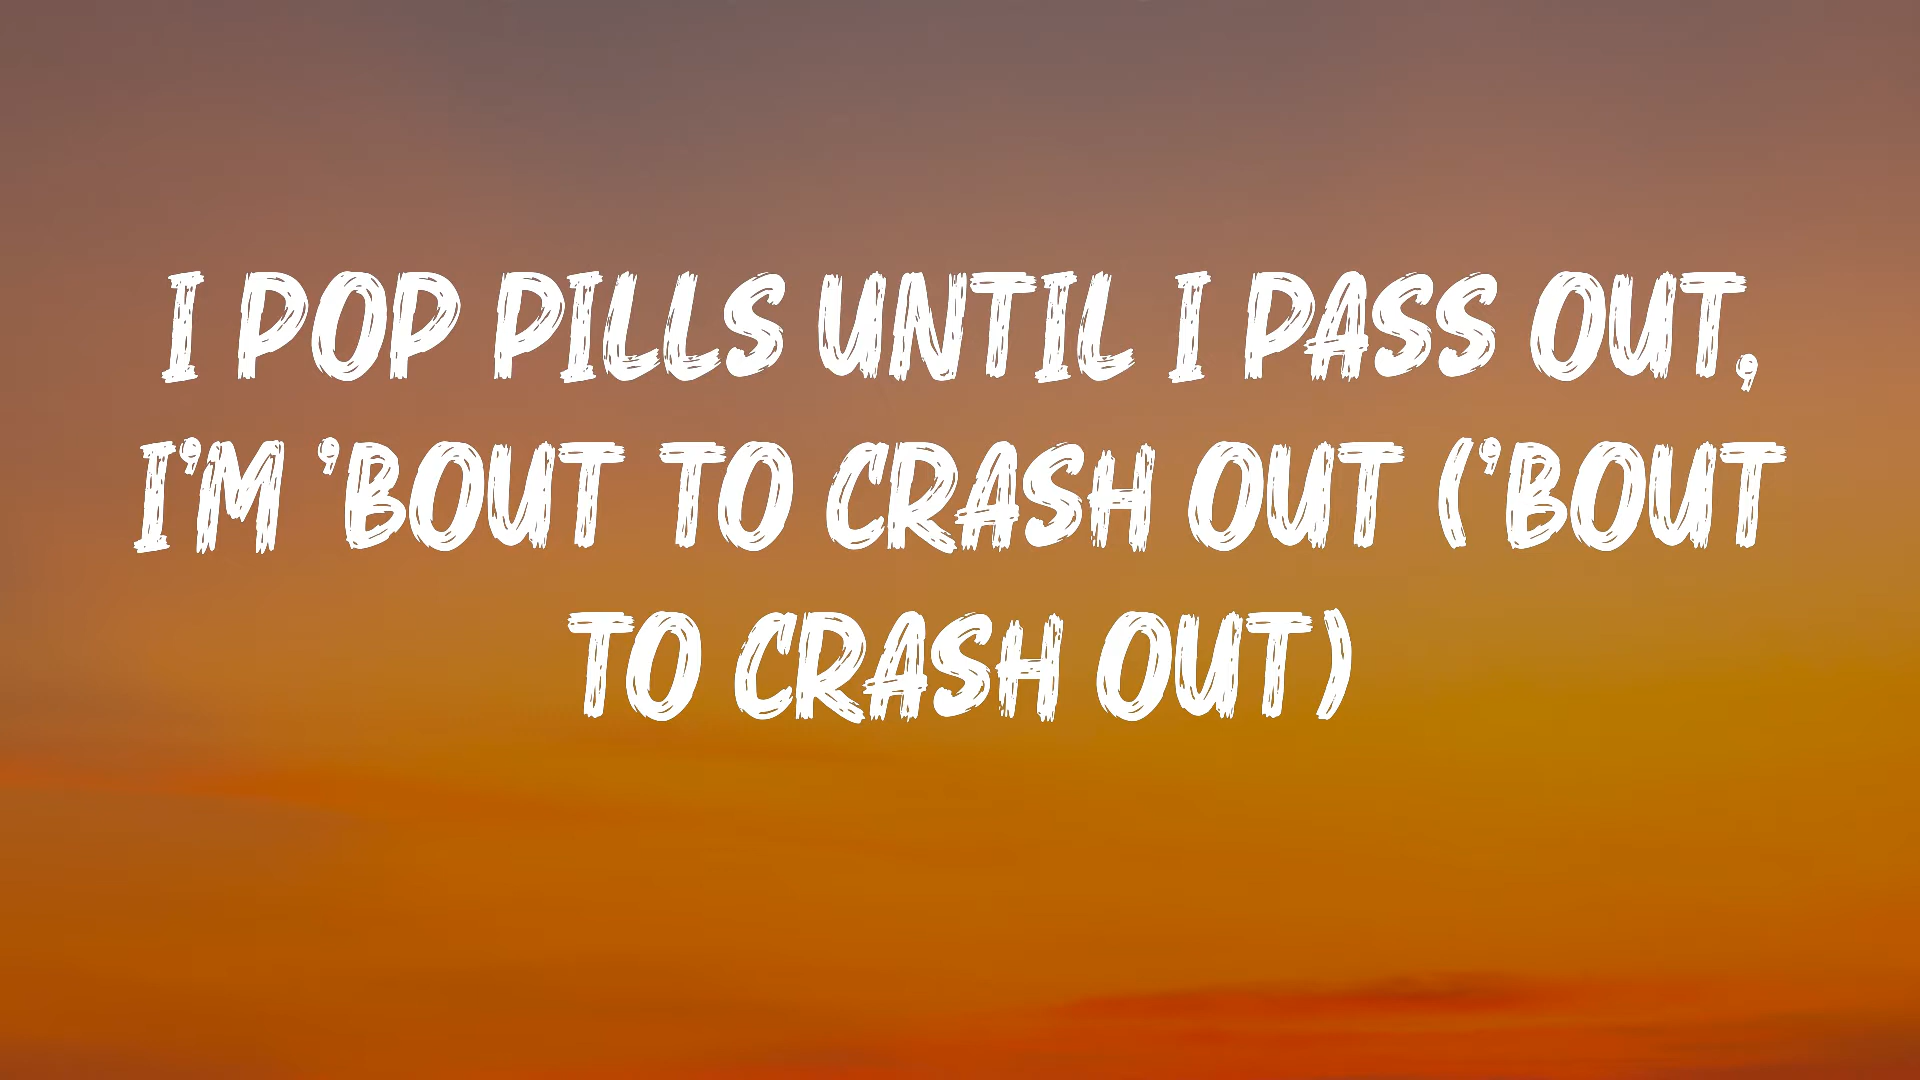 I POP PILLS UNTIL I PASS OUT,
I'M 'BOUT TO CRASH OUT ('BOUT
TO CRASH OUT)